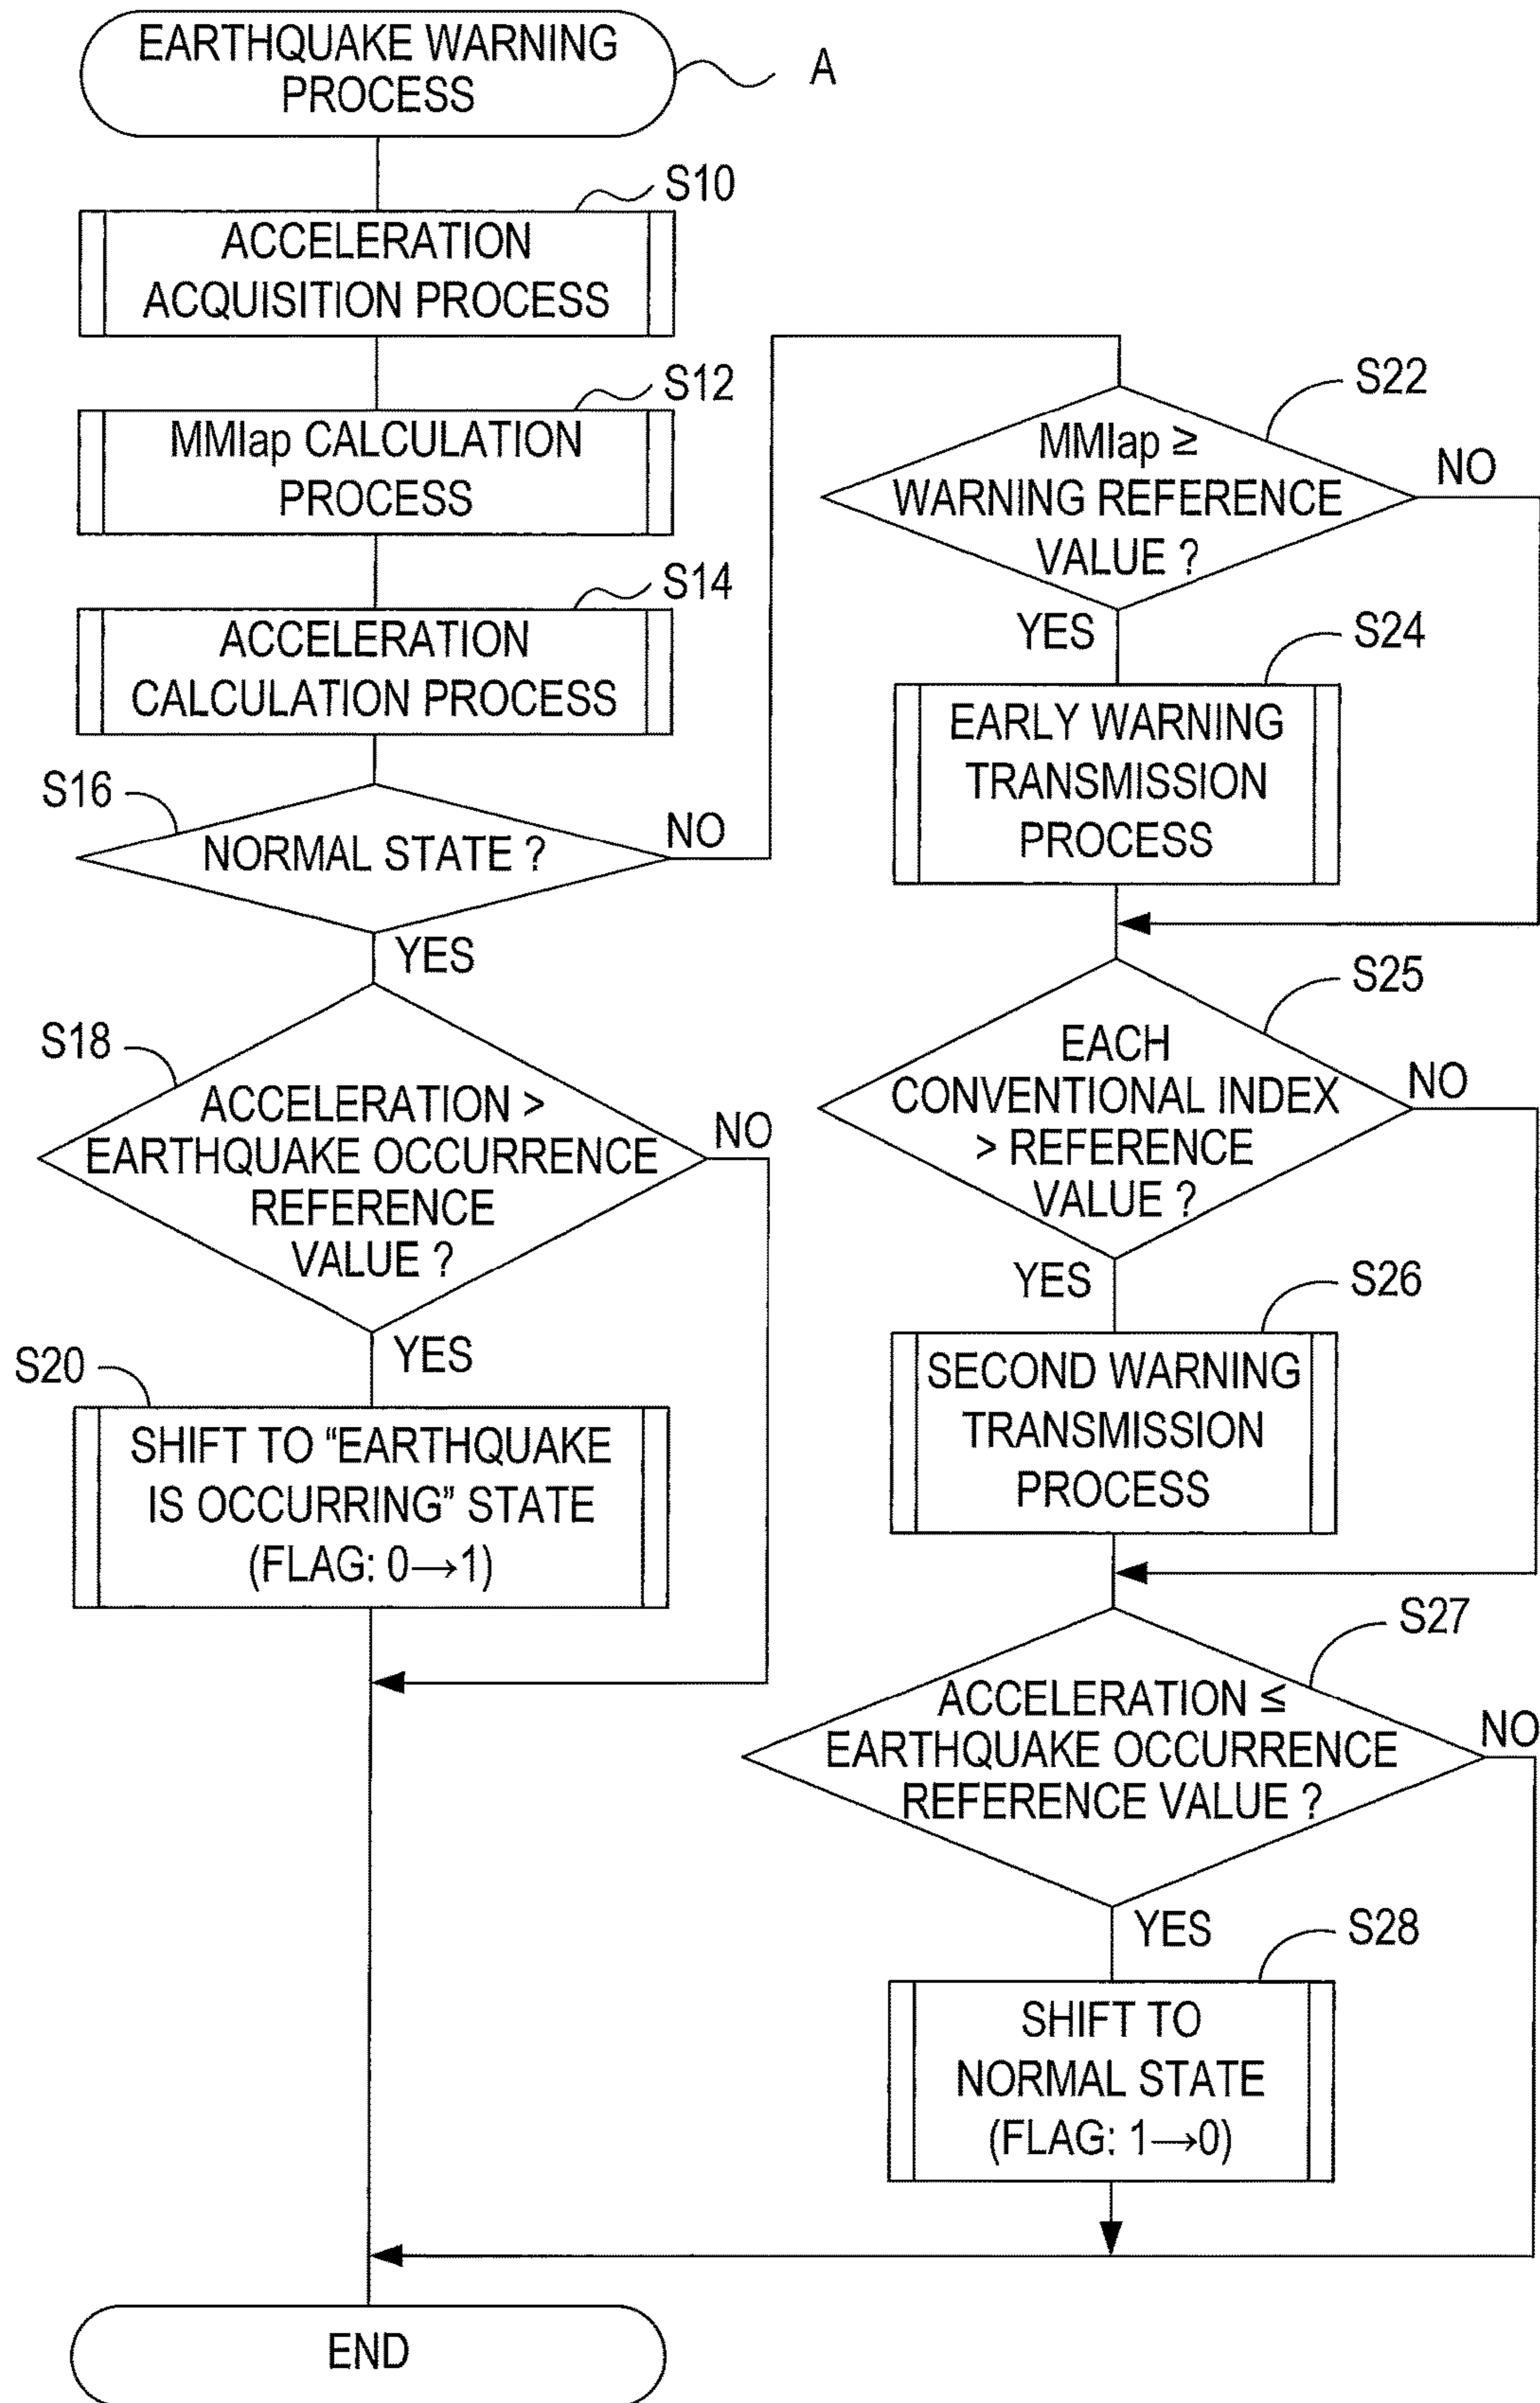 EARTHQUAKE WARNING
PROCESS
A
S10
ACCELERATION
ACQUISITION PROCESS
S12
MMIap CALCULATION
PROCESS
S14
ACCELERATION
CALCULATION PROCESS
S16
NORMAL STATE ?
NO
YES
S18
ACCELERATION >
EARTHQUAKE OCCURRENCE
REFERENCE
VALUE ?
NO
YES
S20
SHIFT TO “EARTHQUAKE
IS OCCURRING” STATE
(FLAG: 0→1)
S22
MMIap ≥
WARNING REFERENCE
VALUE ?
NO
YES
S24
EARLY WARNING
TRANSMISSION
PROCESS
S25
EACH
CONVENTIONAL INDEX
> REFERENCE
VALUE ?
NO
YES
S26
SECOND WARNING
TRANSMISSION
PROCESS
S27
ACCELERATION ≤
EARTHQUAKE OCCURRENCE
REFERENCE VALUE ?
NO
YES
S28
SHIFT TO
NORMAL STATE
(FLAG: 1→0)
END